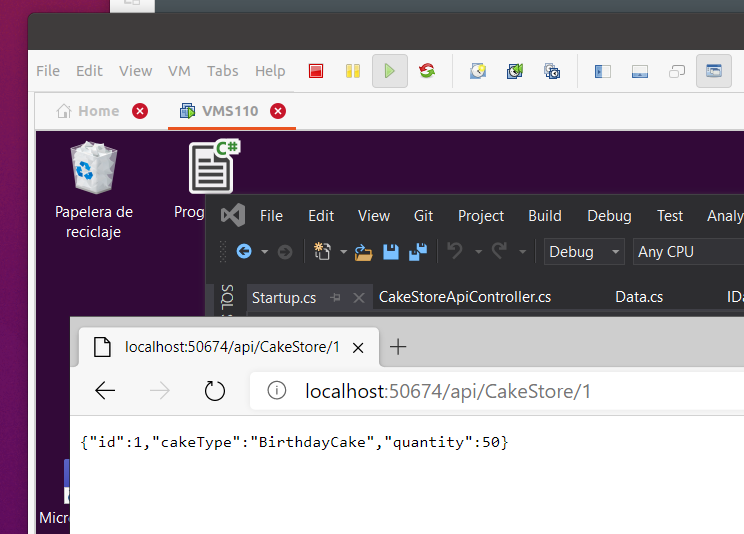 File Edit View VM Tabs Help
Home VMS110
C#
Papelera de
reciclaje
Prog
File Edit View Git Project Build Debug Test Analy
Debug Any CPU
SQL
Startup.cs CakeStoreApiController.cs Data.cs IDa
localhost:50674/api/CakeStore/1
localhost:50674/api/CakeStore/1
{"id":1,"cakeType":"BirthdayCake","quantity":50}
Micro